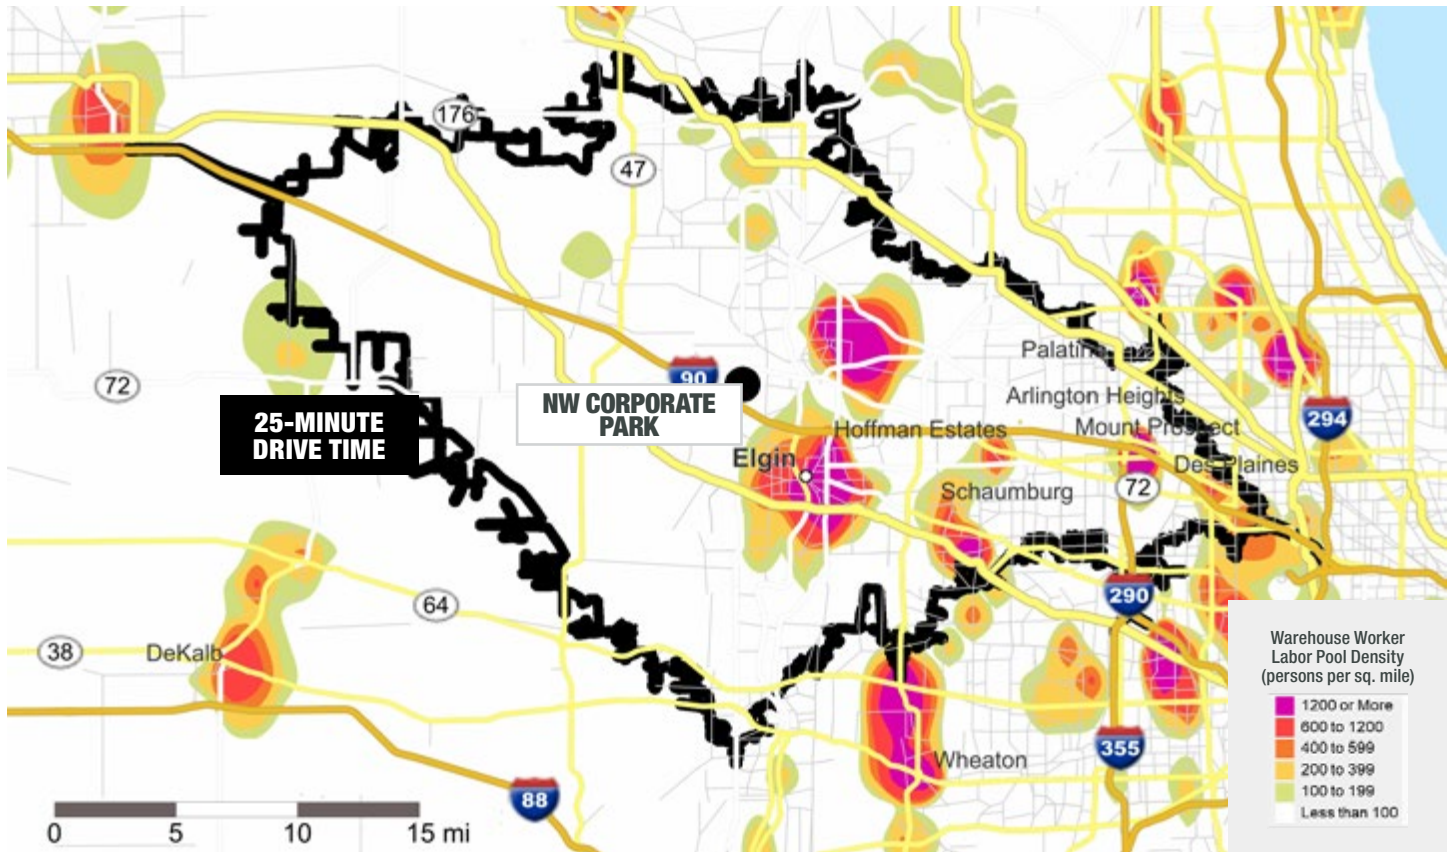 176
47
72
90
NW CORPORATE
PARK
25-MINUTE
DRIVE TIME
Palatin
Arlington Heights
Mount Prospect
Hoffman Estates
294
Elgin
Des Plaines
Schaumburg
72
64
290
38
DeKalb
Wheaton
355
88
0 5 10 15 mi
Warehouse Worker
Labor Pool Density
(persons per sq. mile)
1200 or More
600 to 1200
400 to 599
200 to 399
100 to 199
Less than 100